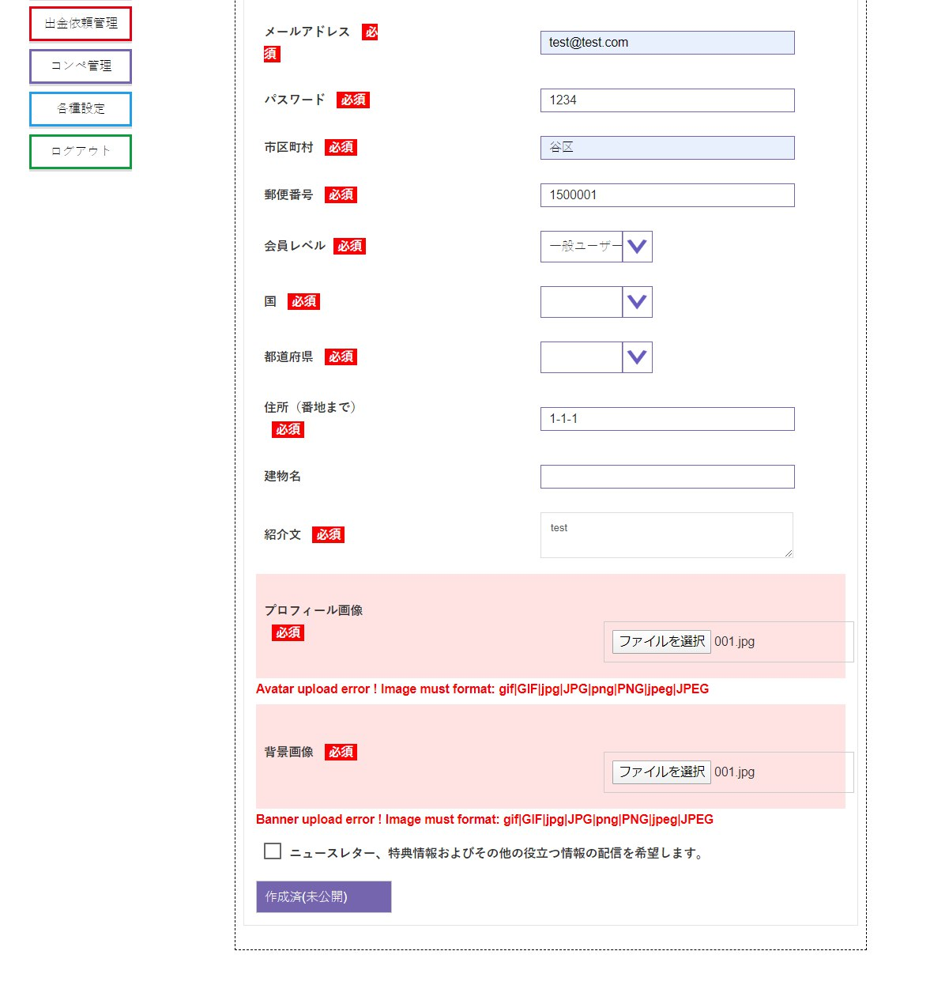 出金依頼管理
コンペ管理
各種設定
ログアウト
メールアドレス 必
須
test@test.com
パスワード 必須
1234
市区町村 必須
谷区
郵便番号 必須
1500001
会員レベル 必須
一般ユーザー
国 必須
都道府県 必須
住所（番地まで）
必須
1-1-1
建物名
紹介文 必須
test
プロフィール画像
必須
ファイルを選択 001.jpg
Avatar upload error ! Image must format: gif|GIF|jpg|JPG|png|PNG|jpeg|JPEG
背景画像 必須
ファイルを選択 001.jpg
Banner upload error ! Image must format: gif|GIF|jpg|JPG|png|PNG|jpeg|JPEG
ニュースレター、特典情報およびその他の役立つ情報の配信を希望します。
作成済(未公開)